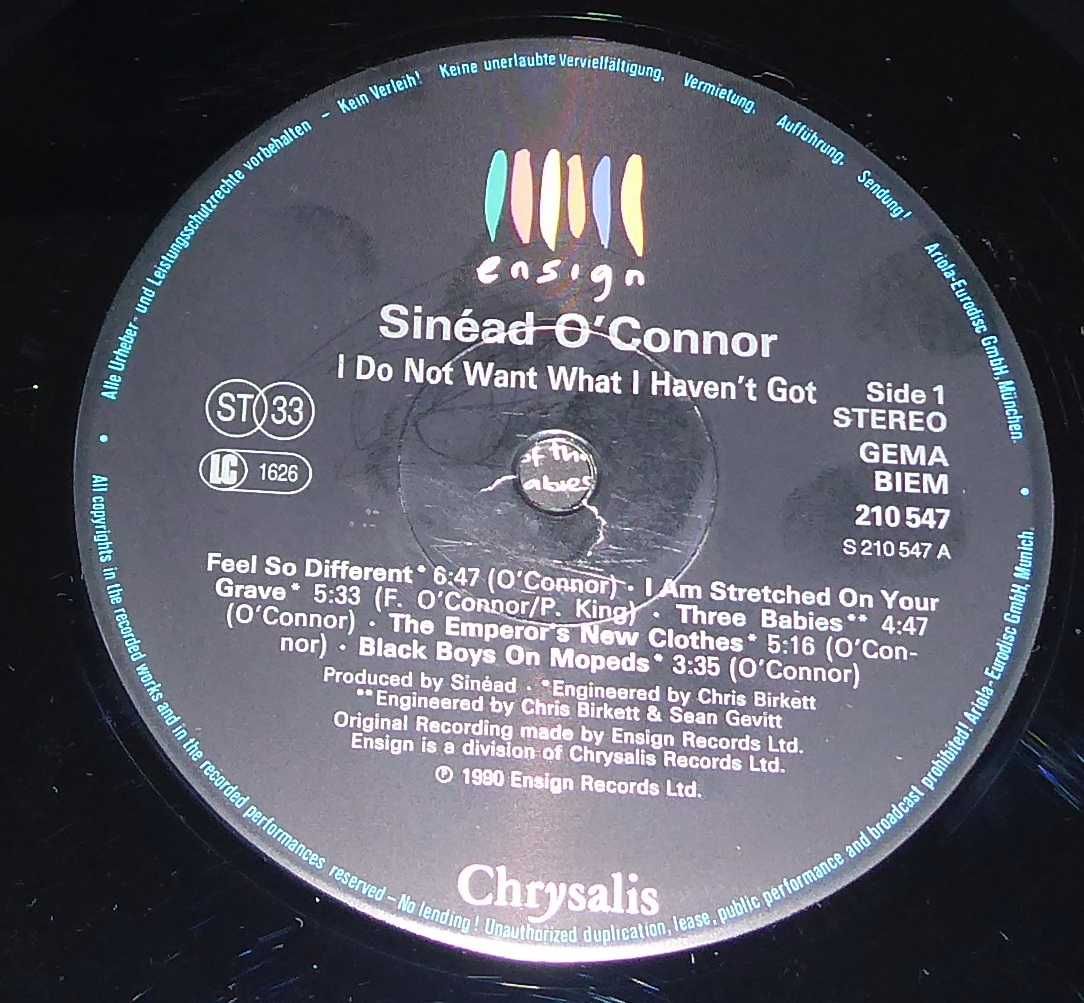 Alle Urheber- und Leistungsschutzrechte vorbehalten – Kein Verleih! Keine unerlaubte Vervielfältigung, Vermietung, Aufführung, Sendung! Ariola-Eurodisc GmbH, München.
ensign
Sinéad O'Connor
I Do Not Want What I Haven't Got
Side 1
STEREO
ST 33
GEMA
BIEM
LC 1626
210 547
S 210 547 A
of the
abies
Feel So Different* 6:47 (O'Connor) · I Am Stretched On Your
Grave* 5:33 (F. O'Connor/P. King) · Three Babies** 4:47
(O'Connor) · The Emperor's New Clothes* 5:16 (O'Con-
nor) · Black Boys On Mopeds* 3:35 (O'Connor)
Produced by Sinéad · *Engineered by Chris Birkett
**Engineered by Chris Birkett & Sean Gevitt
Original Recording made by Ensign Records Ltd.
Ensign is a division of Chrysalis Records Ltd.
℗ 1990 Ensign Records Ltd.
Chrysalis
All copyrights in the recorded works and in the recorded performances reserved – No lending! Unauthorized duplication, lease, public performance and broadcast prohibited! Ariola-Eurodisc GmbH, Munich.